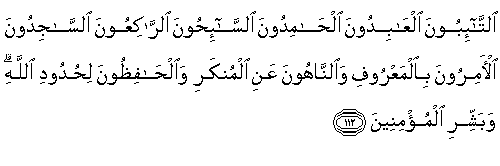 ٱلتَّـٰٓئِبُونَ ٱلْعَـٰبِدُونَ ٱلْحَـٰمِدُونَ ٱلسَّـٰٓئِحُونَ ٱلرَّٰكِعُونَ ٱلسَّـٰجِدُونَ
ٱلْـَٔامِرُونَ بِٱلْمَعْرُوفِ وَٱلنَّاهُونَ عَنِ ٱلْمُنكَرِ وَٱلْحَـٰفِظُونَ لِحُدُودِ ٱللَّهِ ۗ
وَبَشِّرِ ٱلْمُؤْمِنِينَ ﴿١١٢﴾